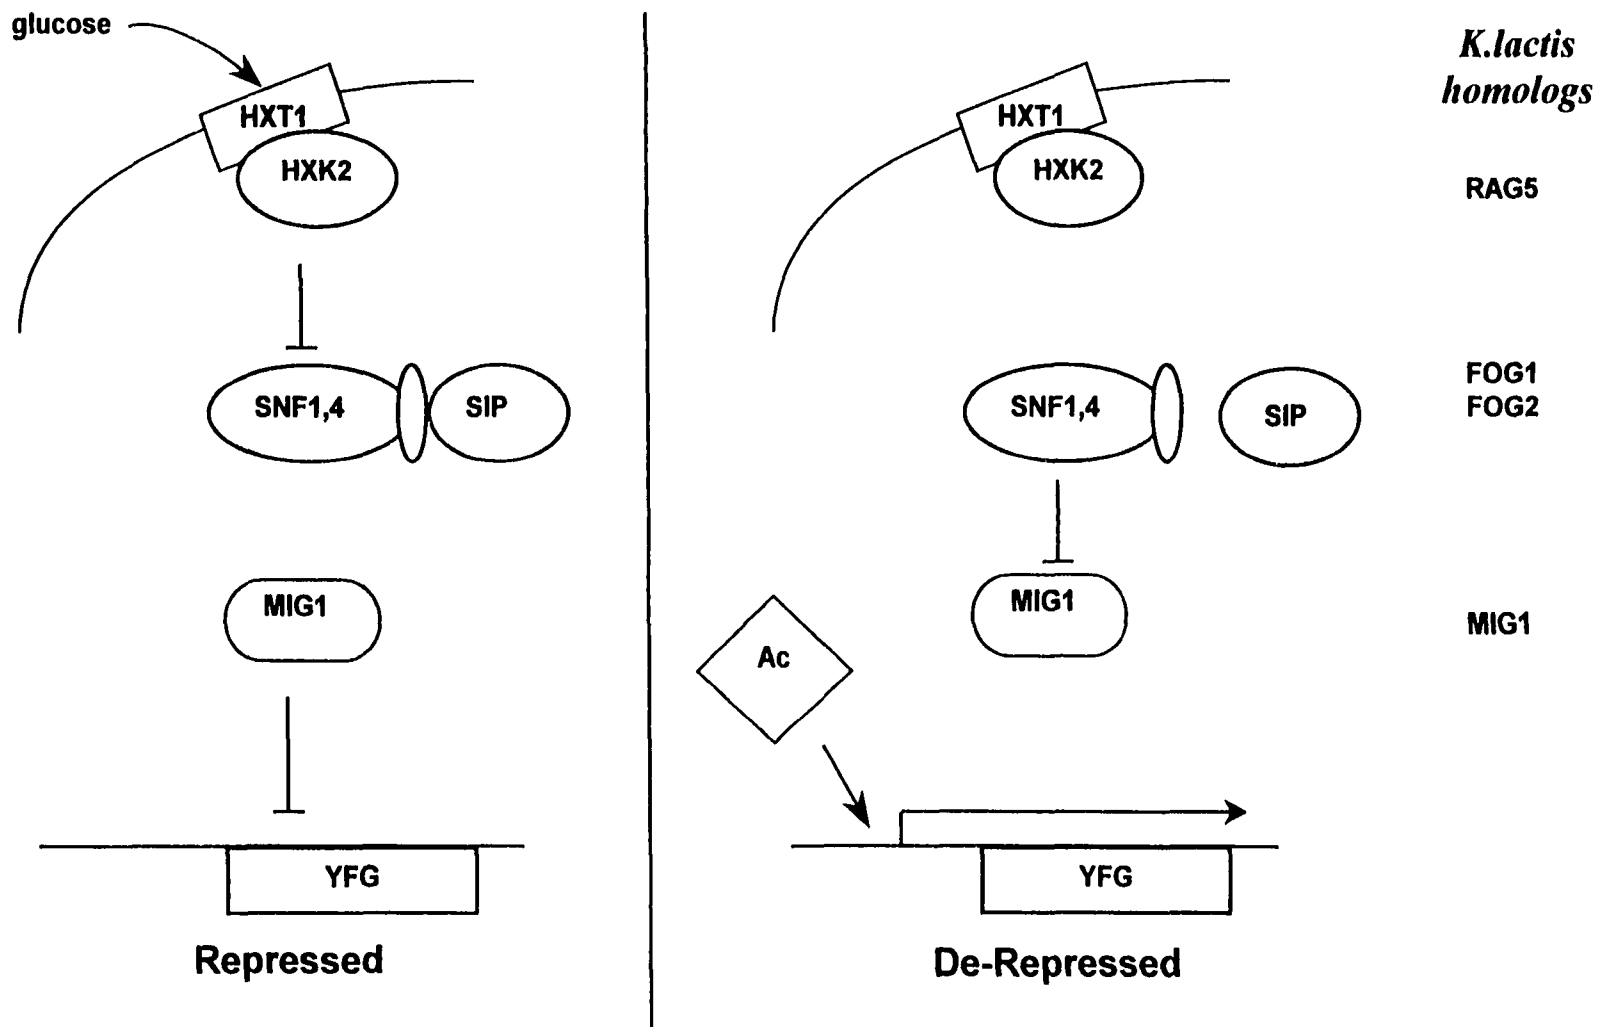 glucose
HXT1
HXK2
SNF1,4
SIP
MIG1
YFG
Repressed
HXT1
HXK2
SNF1,4
SIP
MIG1
Ac
YFG
De-Repressed
K.lactis
homologs
RAG5
FOG1
FOG2
MIG1